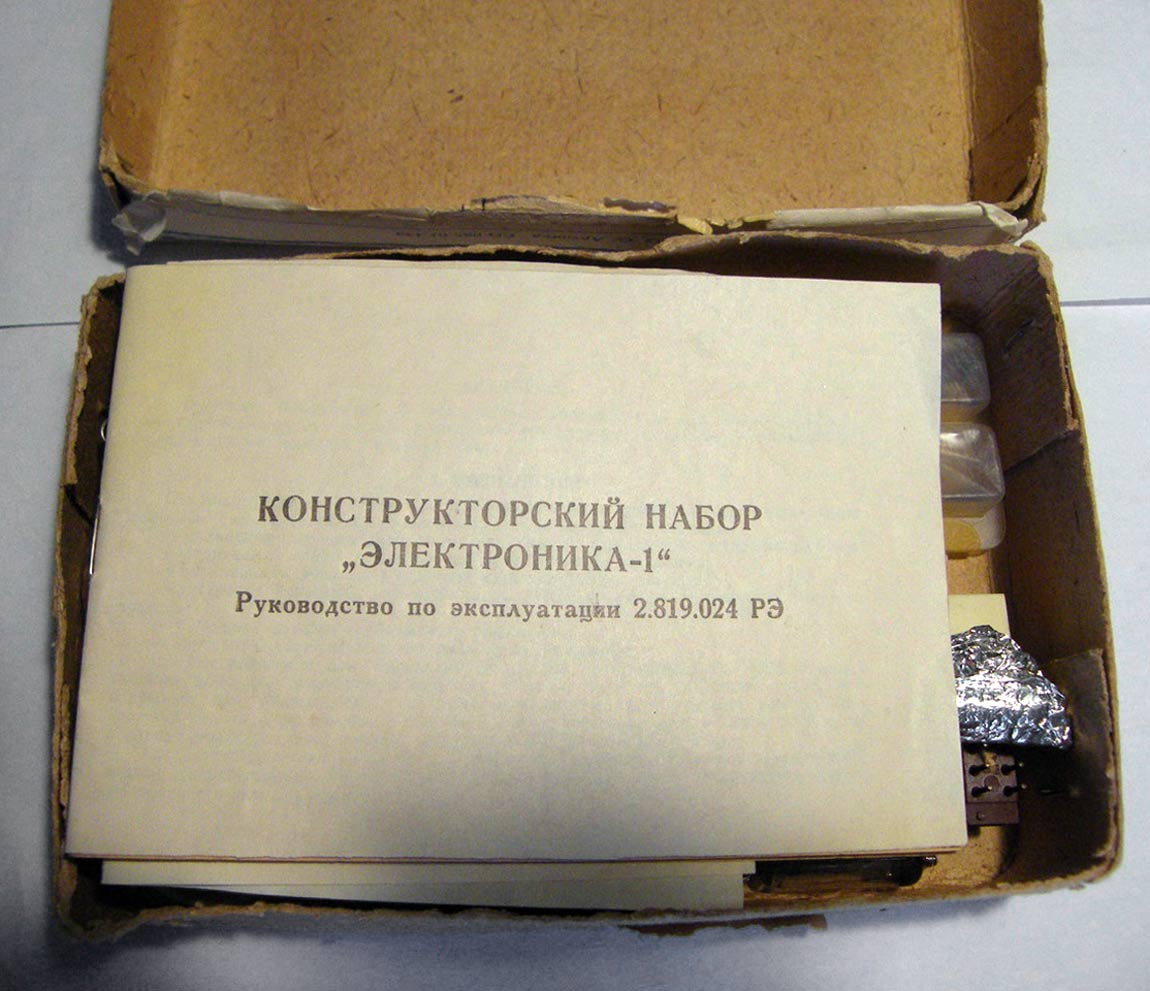 КОНСТРУКТОРСКИЙ НАБОР
„ЭЛЕКТРОНИКА-1“
Руководство по эксплуатации 2.819.024 РЭ